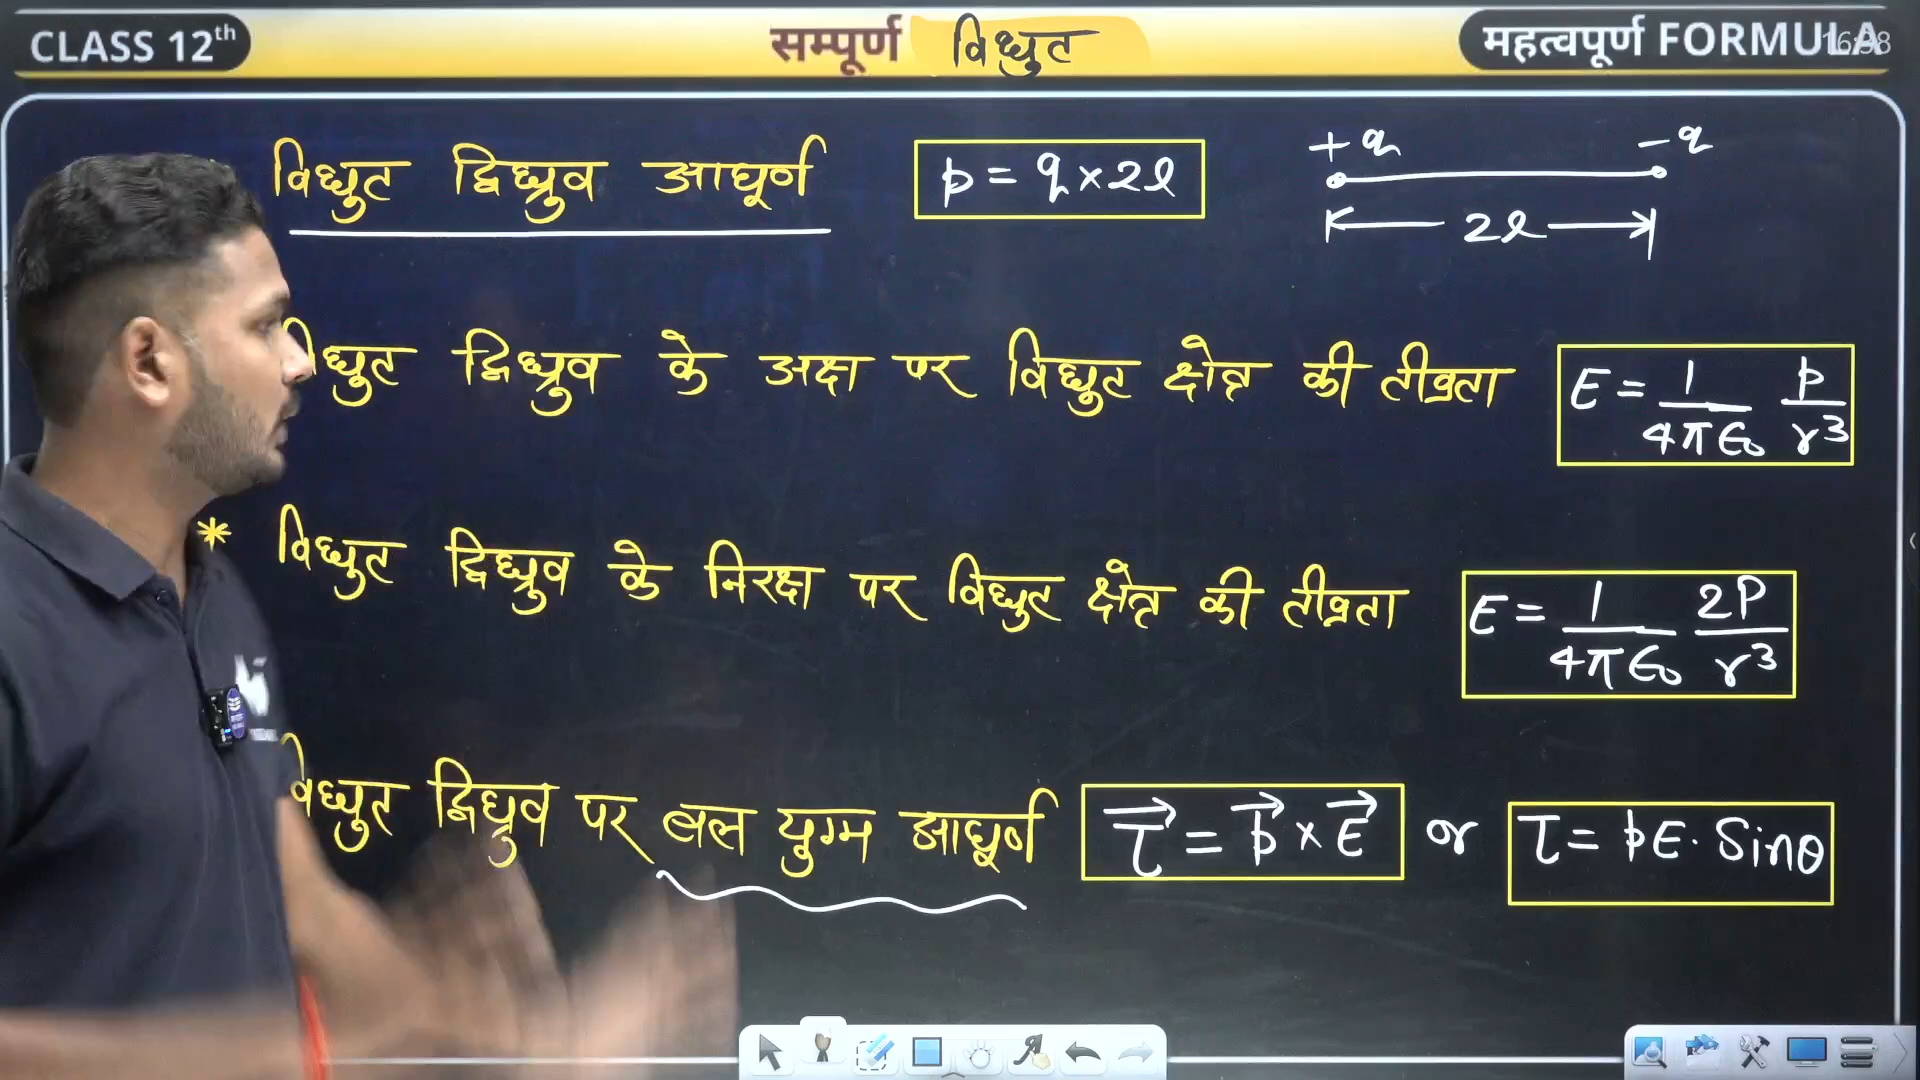 CLASS 12th
सम्पूर्ण विद्युत
महत्वपूर्ण FORMULA
विद्युत द्विध्रुव आघूर्ण p = q × 2l
+q -q
2l
विद्युत द्विध्रुव के अक्ष पर विद्युत क्षेत्र की तीव्रता E = 1/4πε₀ p/r³
* विद्युत द्विध्रुव के निरक्ष पर विद्युत क्षेत्र की तीव्रता E = 1/4πε₀ 2P/r³
विद्युत द्विध्रुव पर बल युग्म आघूर्ण τ⃗ = p⃗ × E⃗ or τ = pE. Sinθ